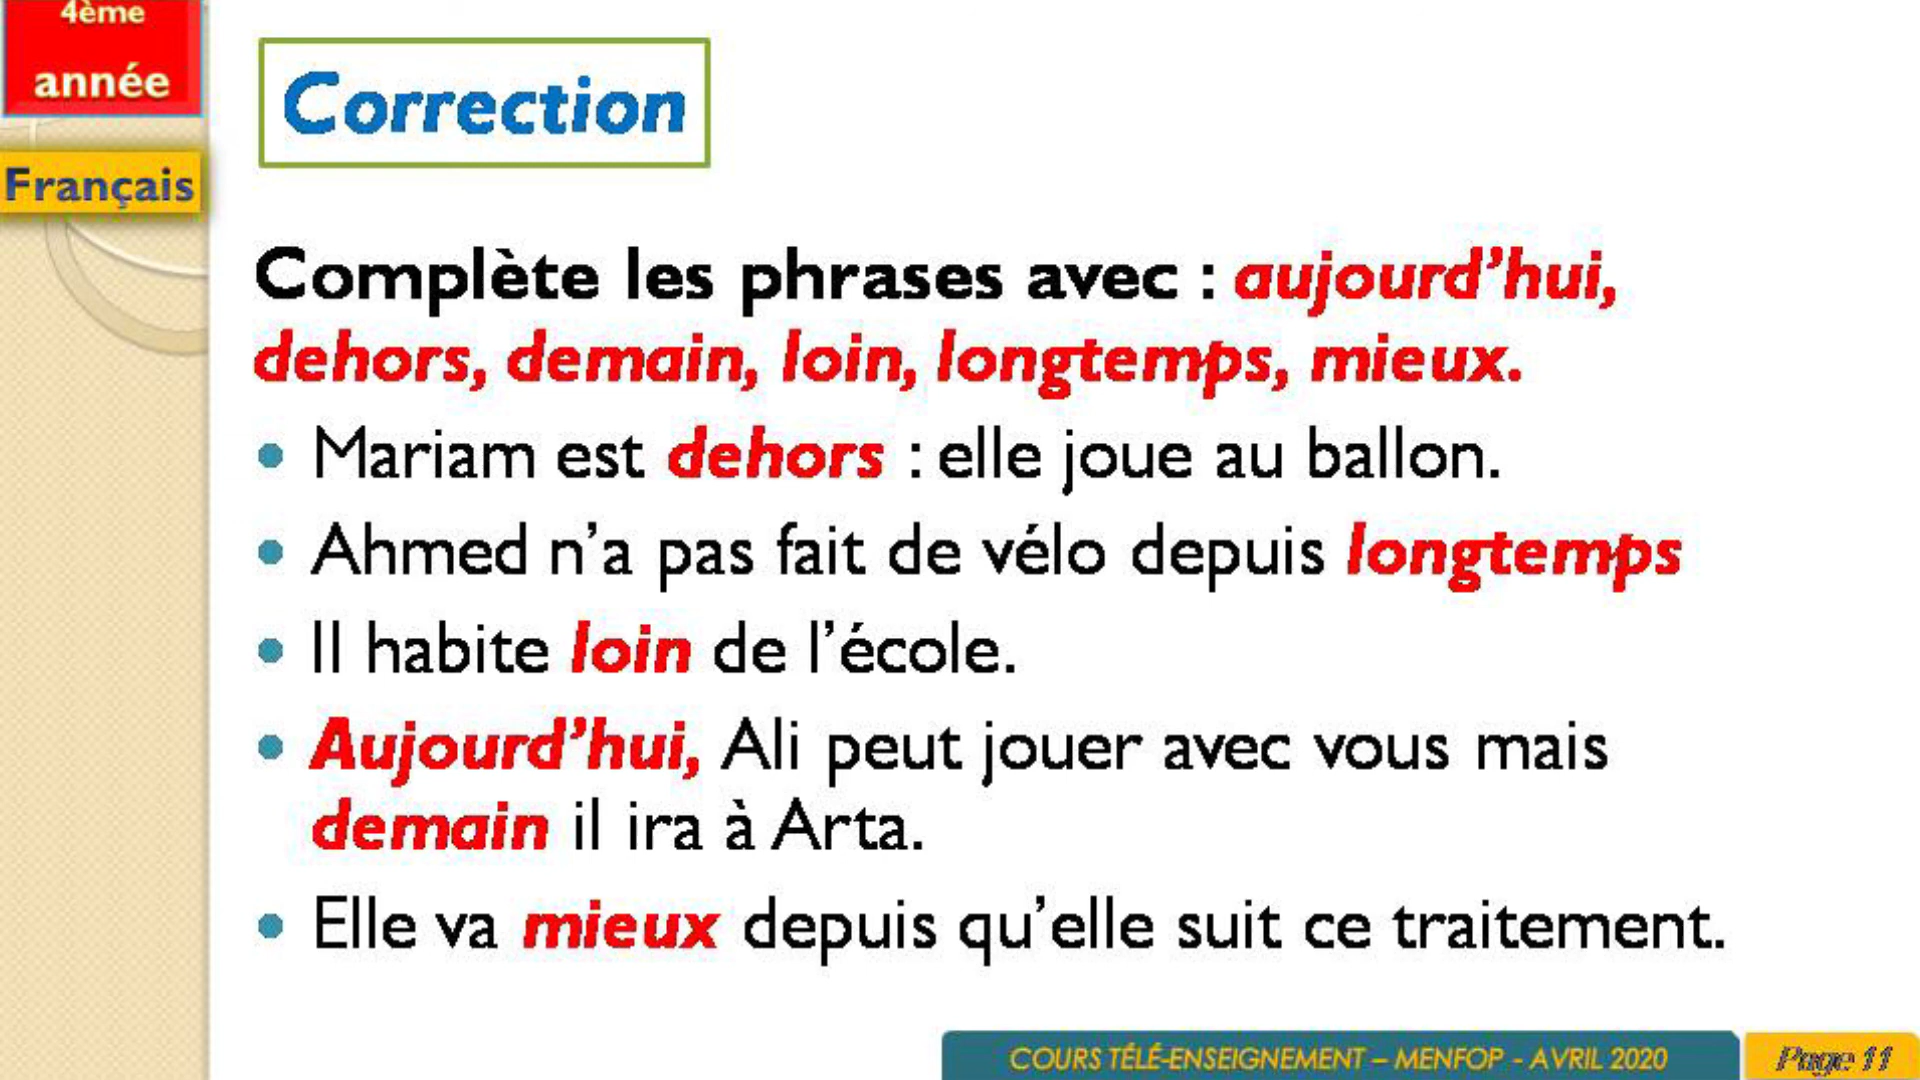 4ème
année
Français
Correction
Complète les phrases avec : aujourd’hui,
dehors, demain, loin, longtemps, mieux.
• Mariam est dehors : elle joue au ballon.
• Ahmed n’a pas fait de vélo depuis longtemps
• Il habite loin de l’école.
• Aujourd’hui, Ali peut jouer avec vous mais
demain il ira à Arta.
• Elle va mieux depuis qu’elle suit ce traitement.
COURS TÉLÉ-ENSEIGNEMENT – MENFOP - AVRIL 2020
Page 11